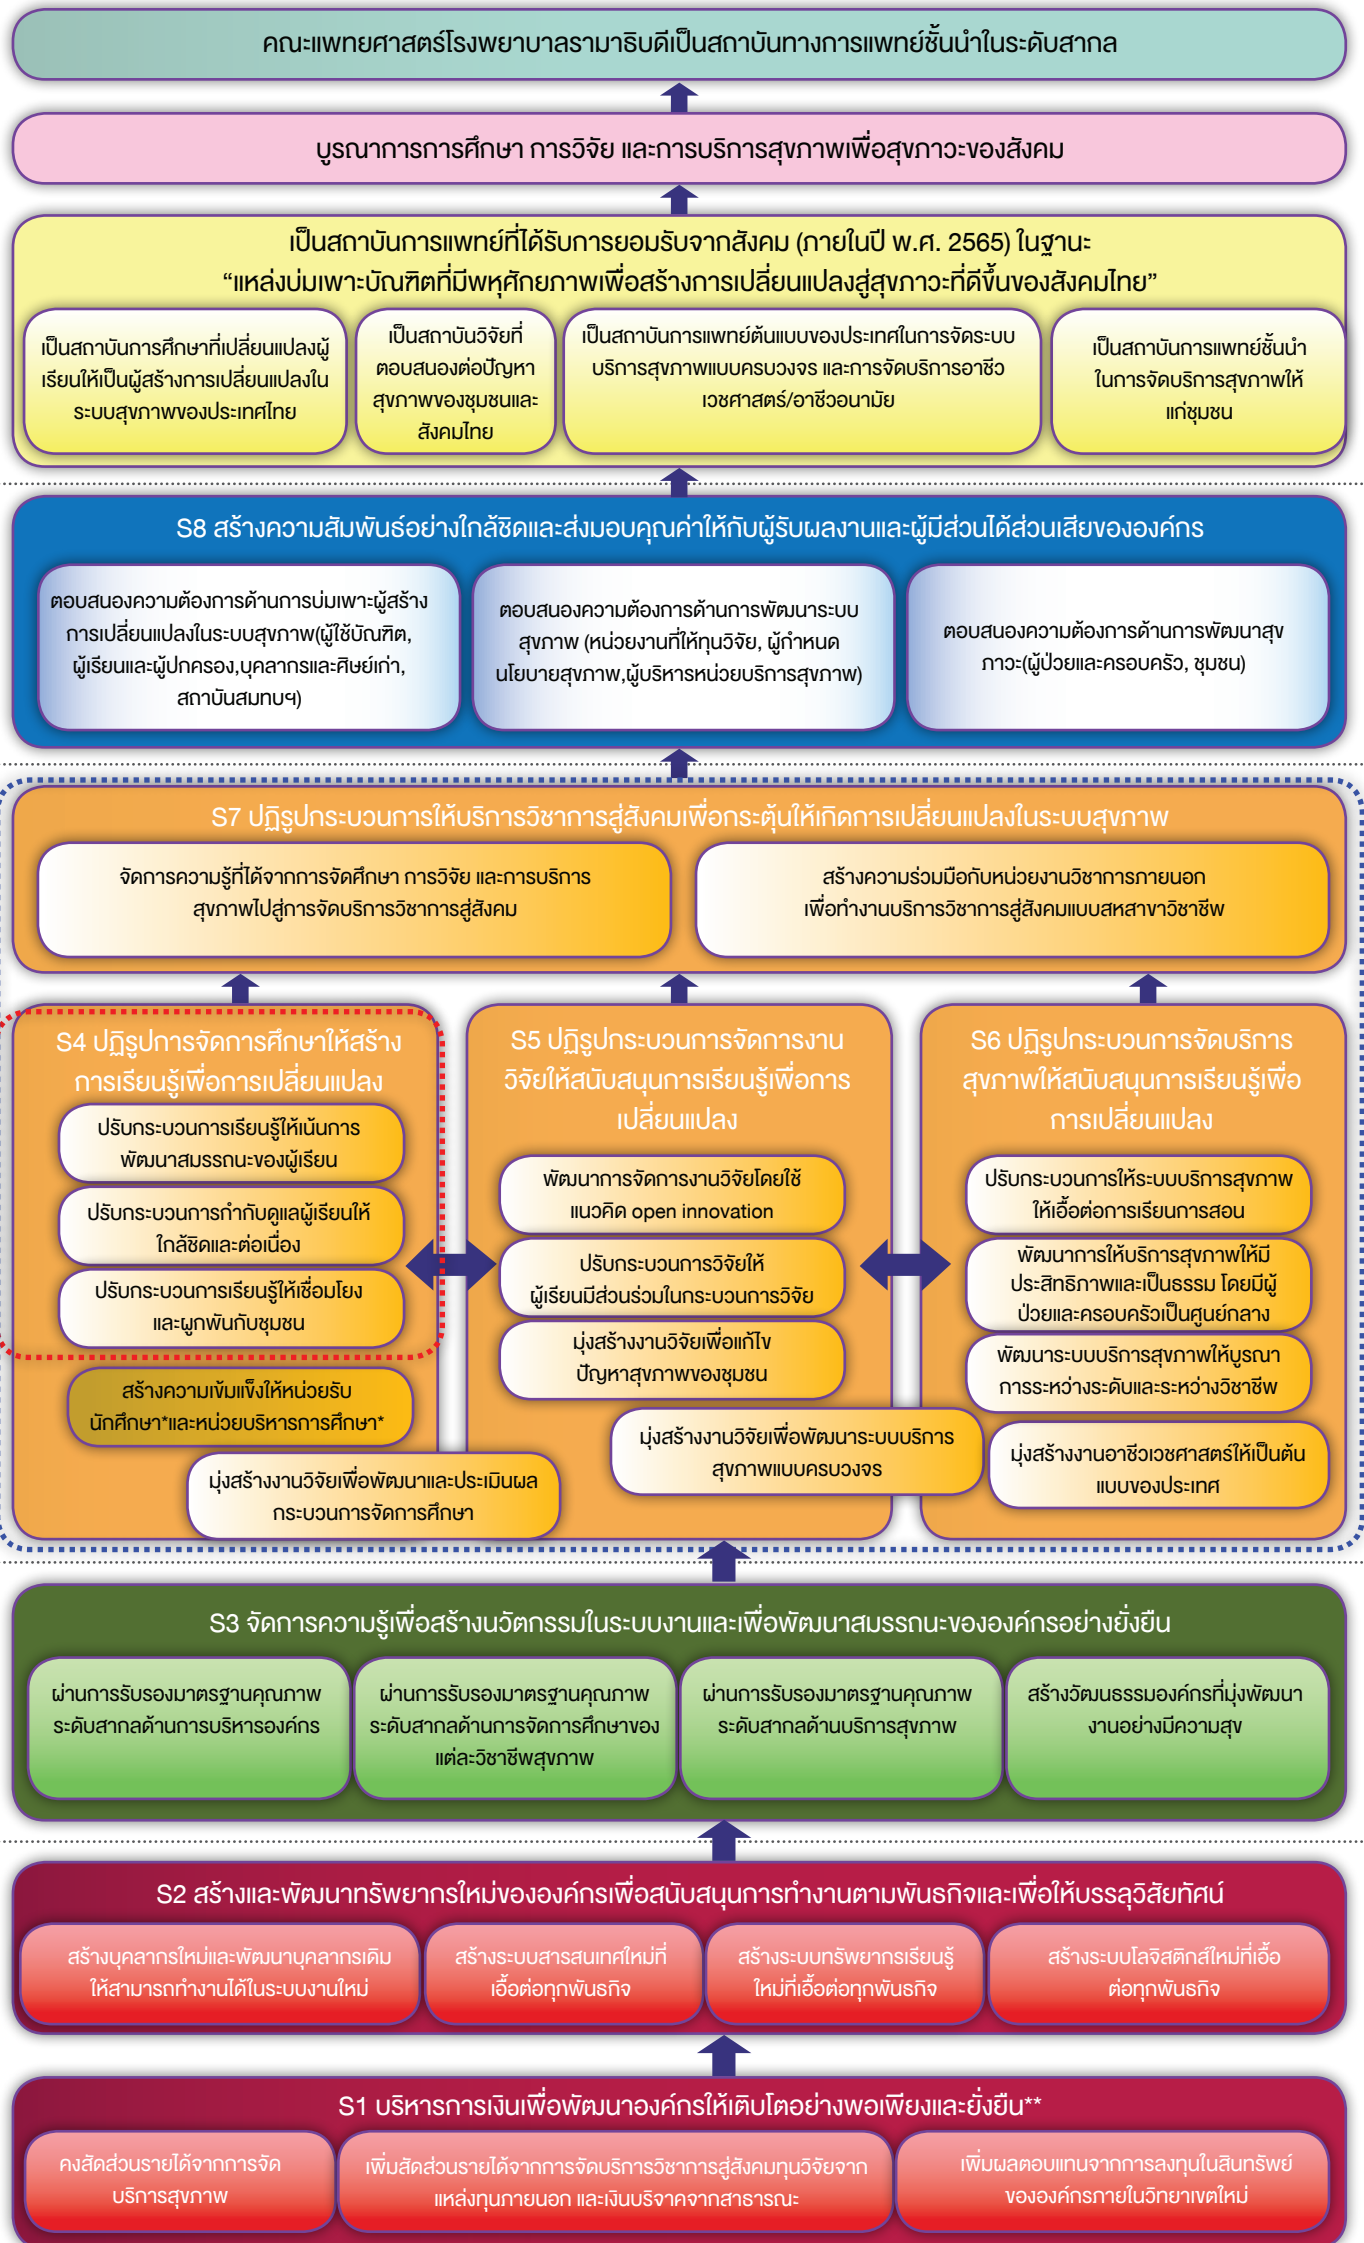 คณะแพทยศาสตร์โรงพยาบาลรามาธิบดีเป็นสถาบันทางการแพทย์ชั้นนำในระดับสากล
บูรณาการการศึกษา การวิจัย และการบริการสุขภาพเพื่อสุขภาวะของสังคม
เป็นสถาบันการแพทย์ที่ได้รับการยอมรับจากสังคม (ภายในปี พ.ศ. 2565) ในฐานะ
“แหล่งบ่มเพาะบัณฑิตที่มีพหุศักยภาพเพื่อสร้างการเปลี่ยนแปลงสู่สุขภาวะที่ดีขึ้นของสังคมไทย”
เป็นสถาบันการศึกษาที่เปลี่ยนแปลงผู้
เรียนให้เป็นผู้สร้างการเปลี่ยนแปลงใน
ระบบสุขภาพของประเทศไทย
เป็นสถาบันวิจัยที่
ตอบสนองต่อปัญหา
สุขภาพของชุมชนและ
สังคมไทย
เป็นสถาบันการแพทย์ต้นแบบของประเทศในการจัดระบบ
บริการสุขภาพแบบครบวงจร และการจัดบริการอาชีว
เวชศาสตร์/อาชีวอนามัย
เป็นสถาบันการแพทย์ชั้นนำ
ในการจัดบริการสุขภาพให้
แก่ชุมชน
S8 สร้างความสัมพันธ์อย่างใกล้ชิดและส่งมอบคุณค่าให้กับผู้รับผลงานและผู้มีส่วนได้ส่วนเสียขององค์กร
ตอบสนองความต้องการด้านการบ่มเพาะผู้สร้าง
การเปลี่ยนแปลงในระบบสุขภาพ(ผู้ใช้บัณฑิต,
ผู้เรียนและผู้ปกครอง,บุคลากรและศิษย์เก่า,
สถาบันสมทบฯ)
ตอบสนองความต้องการด้านการพัฒนาระบบ
สุขภาพ (หน่วยงานที่ให้ทุนวิจัย, ผู้กำหนด
นโยบายสุขภาพ,ผู้บริหารหน่วยบริการสุขภาพ)
ตอบสนองความต้องการด้านการพัฒนาสุข
ภาวะ(ผู้ป่วยและครอบครัว, ชุมชน)
S7 ปฏิรูปกระบวนการให้บริการวิชาการสู่สังคมเพื่อกระตุ้นให้เกิดการเปลี่ยนแปลงในระบบสุขภาพ
จัดการความรู้ที่ได้จากการจัดศึกษา การวิจัย และการบริการ
สุขภาพไปสู่การจัดบริการวิชาการสู่สังคม
สร้างความร่วมมือกับหน่วยงานวิชาการภายนอก
เพื่อทำงานบริการวิชาการสู่สังคมแบบสหสาขาวิชาชีพ
S4 ปฏิรูปการจัดการศึกษาให้สร้าง
การเรียนรู้เพื่อการเปลี่ยนแปลง
ปรับกระบวนการเรียนรู้ให้เน้นการ
พัฒนาสมรรถนะของผู้เรียน
ปรับกระบวนการกำกับดูแลผู้เรียนให้
ใกล้ชิดและต่อเนื่อง
ปรับกระบวนการเรียนรู้ให้เชื่อมโยง
และผูกพันกับชุมชน
สร้างความเข้มแข็งให้หน่วยรับ
นักศึกษา*และหน่วยบริหารการศึกษา*
มุ่งสร้างงานวิจัยเพื่อพัฒนาและประเมินผล
กระบวนการจัดการศึกษา
S5 ปฏิรูปกระบวนการจัดการงาน
วิจัยให้สนับสนุนการเรียนรู้เพื่อการ
เปลี่ยนแปลง
พัฒนาการจัดการงานวิจัยโดยใช้
แนวคิด open innovation
ปรับกระบวนการวิจัยให้
ผู้เรียนมีส่วนร่วมในกระบวนการวิจัย
มุ่งสร้างงานวิจัยเพื่อแก้ไข
ปัญหาสุขภาพของชุมชน
มุ่งสร้างงานวิจัยเพื่อพัฒนาระบบบริการ
สุขภาพแบบครบวงจร
S6 ปฏิรูปกระบวนการจัดบริการ
สุขภาพให้สนับสนุนการเรียนรู้เพื่อ
การเปลี่ยนแปลง
ปรับกระบวนการให้ระบบบริการสุขภาพ
ให้เอื้อต่อการเรียนการสอน
พัฒนาการให้บริการสุขภาพให้มี
ประสิทธิภาพและเป็นธรรม โดยมีผู้
ป่วยและครอบครัวเป็นศูนย์กลาง
พัฒนาระบบบริการสุขภาพให้บูรณา
การระหว่างระดับและระหว่างวิชาชีพ
มุ่งสร้างงานอาชีวเวชศาสตร์ให้เป็นต้น
แบบของประเทศ
S3 จัดการความรู้เพื่อสร้างนวัตกรรมในระบบงานและเพื่อพัฒนาสมรรถนะขององค์กรอย่างยั่งยืน
ผ่านการรับรองมาตรฐานคุณภาพ
ระดับสากลด้านการบริหารองค์กร
ผ่านการรับรองมาตรฐานคุณภาพ
ระดับสากลด้านการจัดการศึกษาของ
แต่ละวิชาชีพสุขภาพ
ผ่านการรับรองมาตรฐานคุณภาพ
ระดับสากลด้านบริการสุขภาพ
สร้างวัฒนธรรมองค์กรที่มุ่งพัฒนา
งานอย่างมีความสุข
S2 สร้างและพัฒนาทรัพยากรใหม่ขององค์กรเพื่อสนับสนุนการทำงานตามพันธกิจและเพื่อให้บรรลุวิสัยทัศน์
สร้างบุคลากรใหม่และพัฒนาบุคลากรเดิม
ให้สามารถทำงานได้ในระบบงานใหม่
สร้างระบบสารสนเทศใหม่ที่
เอื้อต่อทุกพันธกิจ
สร้างระบบทรัพยากรเรียนรู้
ใหม่ที่เอื้อต่อทุกพันธกิจ
สร้างระบบโลจิสติกส์ใหม่ที่เอื้อ
ต่อทุกพันธกิจ
S1 บริหารการเงินเพื่อพัฒนาองค์กรให้เติบโตอย่างพอเพียงและยั่งยืน**
คงสัดส่วนรายได้จากการจัด
บริการสุขภาพ
เพิ่มสัดส่วนรายได้จากการจัดบริการวิชาการสู่สังคมทุนวิจัยจาก
แหล่งทุนภายนอก และเงินบริจาคจากสาธารณะ
เพิ่มผลตอบแทนจากการลงทุนในสินทรัพย์
ขององค์กรภายในวิทยาเขตใหม่